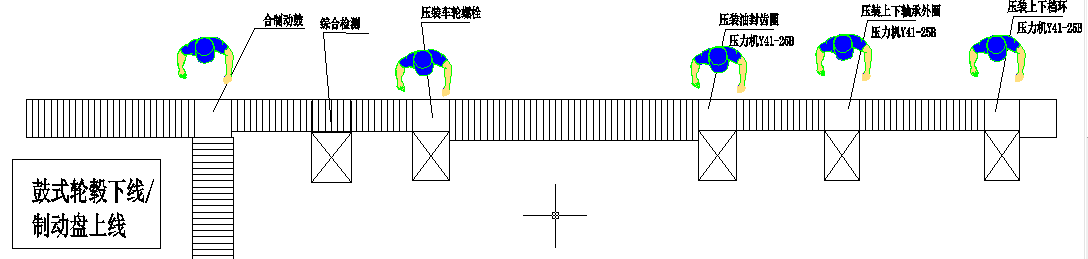 合制动鼓
综合检测
压装车轮螺栓
压装油封齿圈
压力机Y41-25B
压装上下轴承外圈
压力机Y41-25B
压装上下挡环
压力机Y41-25B
鼓式轮毂下线/
制动盘上线